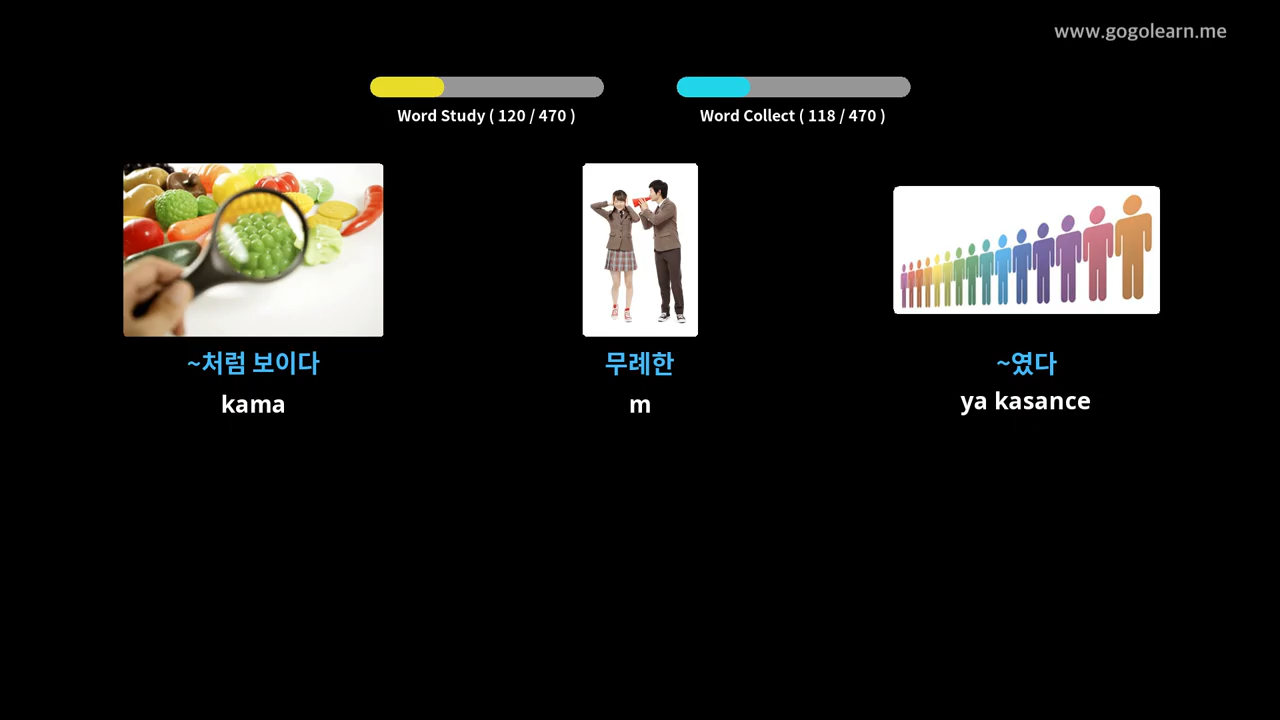 www.gogolearn.me
Word Study ( 120 / 470 )
Word Collect ( 118 / 470 )
~처럼 보이다
무례한
~였다
kama
m
ya kasance